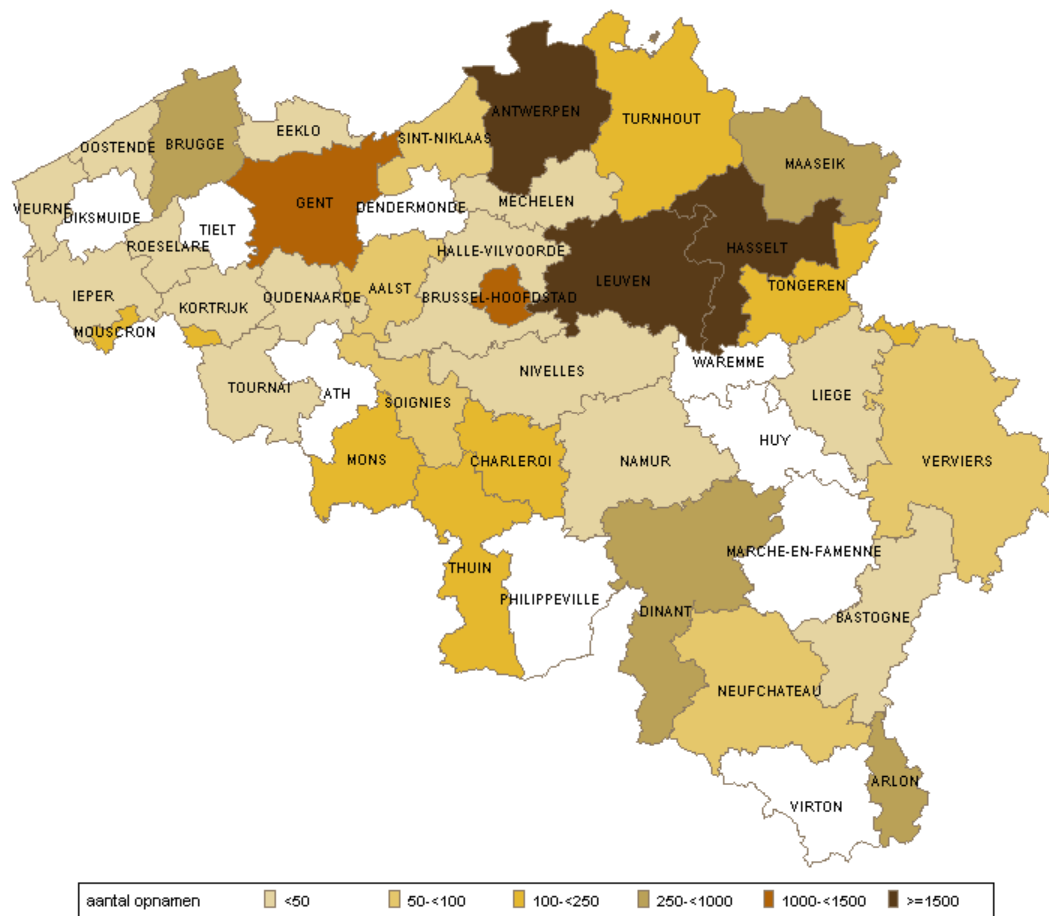 ANTWERPEN
TURNHOUT
EEKLO
SINT-NIKLAAS
OOSTENDE
BRUGGE
MAASEIK
MECHELEN
GENT
DENDERMONDE
VEURNE
DIKSMUIDE
TIELT
ROESELARE
HALLE-VILVOORDE
HASSELT
LEUVEN
TONGEREN
IEPER
AALST
OUDENAARDE
BRUSSEL-HOOFDSTAD
KORTRIJK
MOUSCRON
WAREMME
NIVELLES
TOURNAI
ATH
SOIGNIES
LIEGE
HUY
MONS
CHARLEROI
NAMUR
VERVIERS
MARCHE-EN-FAMENNE
THUIN
PHILIPPEVILLE
DINANT
BASTOGNE
NEUFCHATEAU
ARLON
VIRTON
aantal opnamen <50 50-<100 100-<250 250-<1000 1000-<1500 >=1500